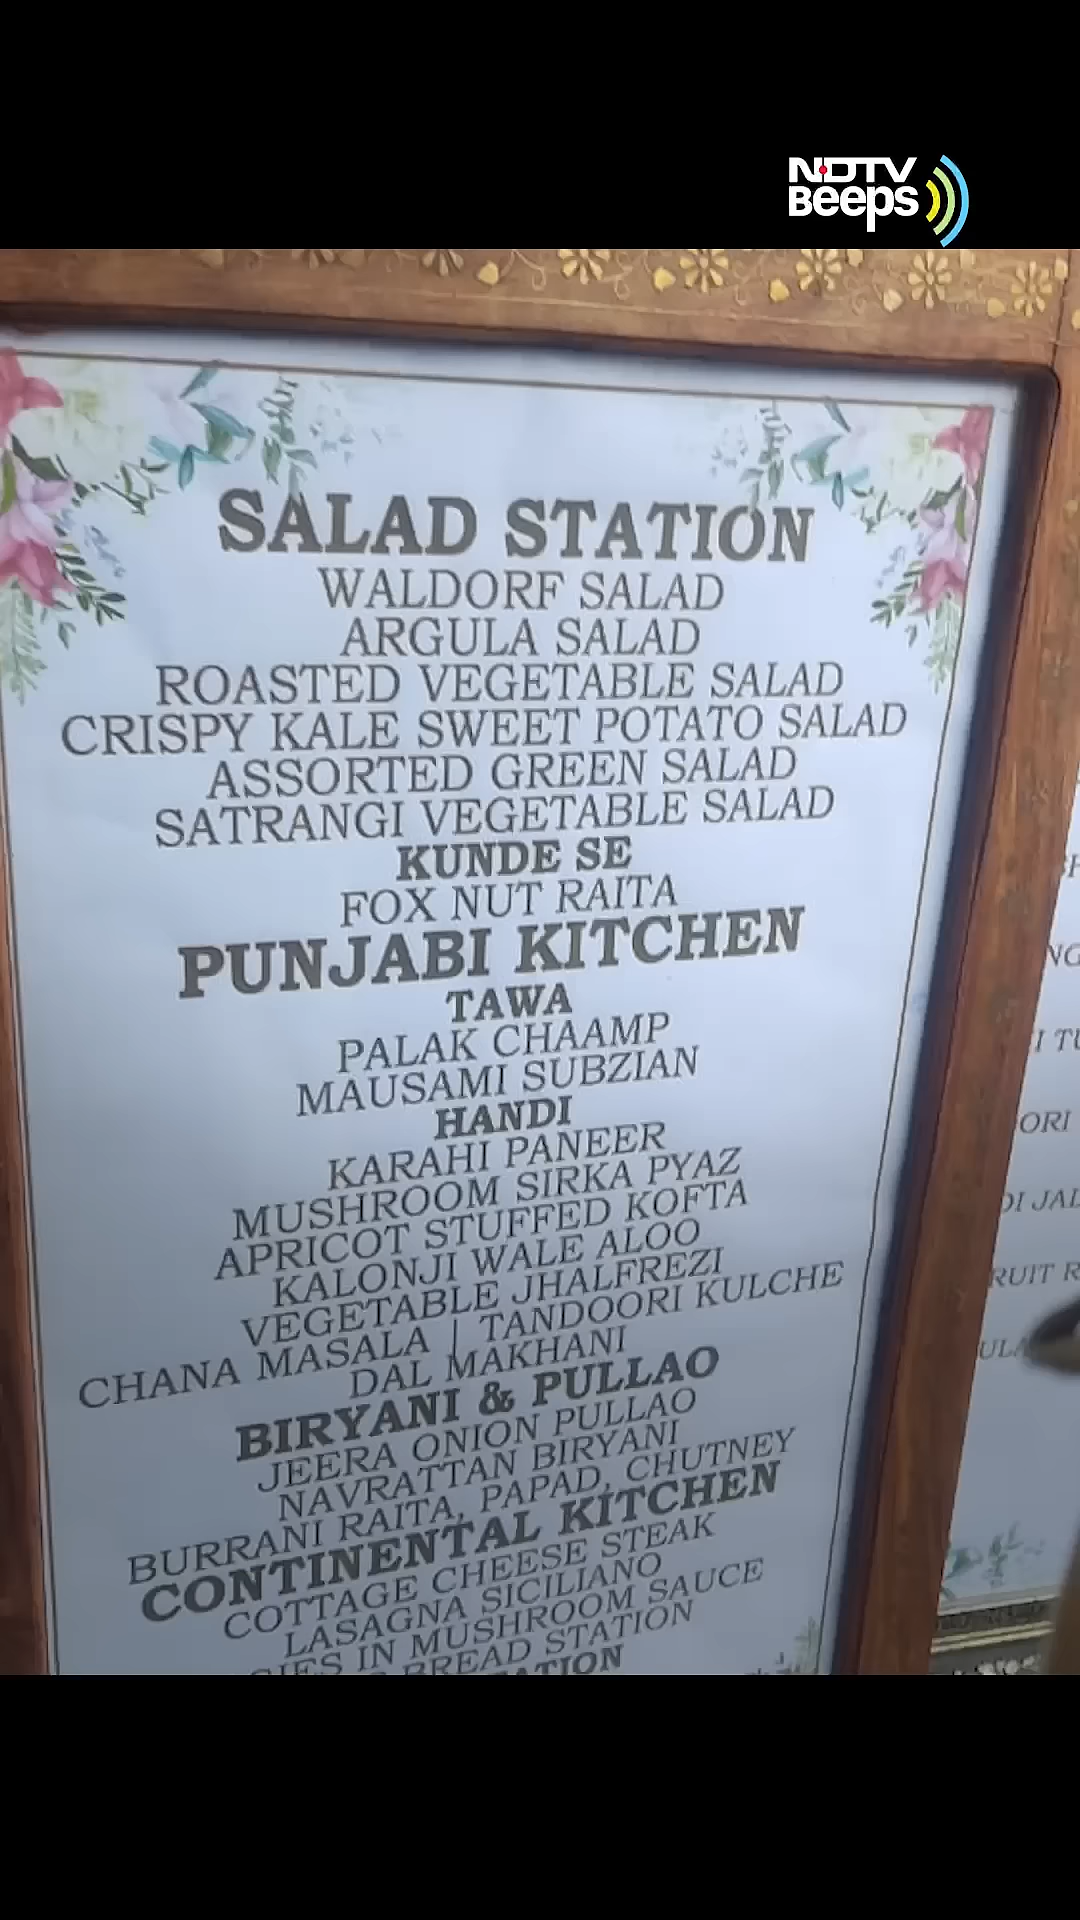 NDTV
Beeps
SALAD STATION
WALDORF SALAD
ARGULA SALAD
ROASTED VEGETABLE SALAD
CRISPY KALE SWEET POTATO SALAD
ASSORTED GREEN SALAD
SATRANGI VEGETABLE SALAD
KUNDE SE
FOX NUT RAITA
PUNJABI KITCHEN
TAWA
PALAK CHAAMP
MAUSAMI SUBZIAN
HANDI
KARAHI PANEER
MUSHROOM SIRKA PYAZ
APRICOT STUFFED KOFTA
KALONJI WALE ALOO
VEGETABLE JHALFREZI
CHANA MASALA | TANDOORI KULCHE
DAL MAKHANI
BIRYANI & PULLAO
JEERA ONION PULLAO
NAVRATTAN BIRYANI
BURRANI RAITA, PAPAD, CHUTNEY
CONTINENTAL KITCHEN
COTTAGE CHEESE STEAK
LASAGNA SICILIANO
IN MUSHROOM SAUCE
BREAD STATION